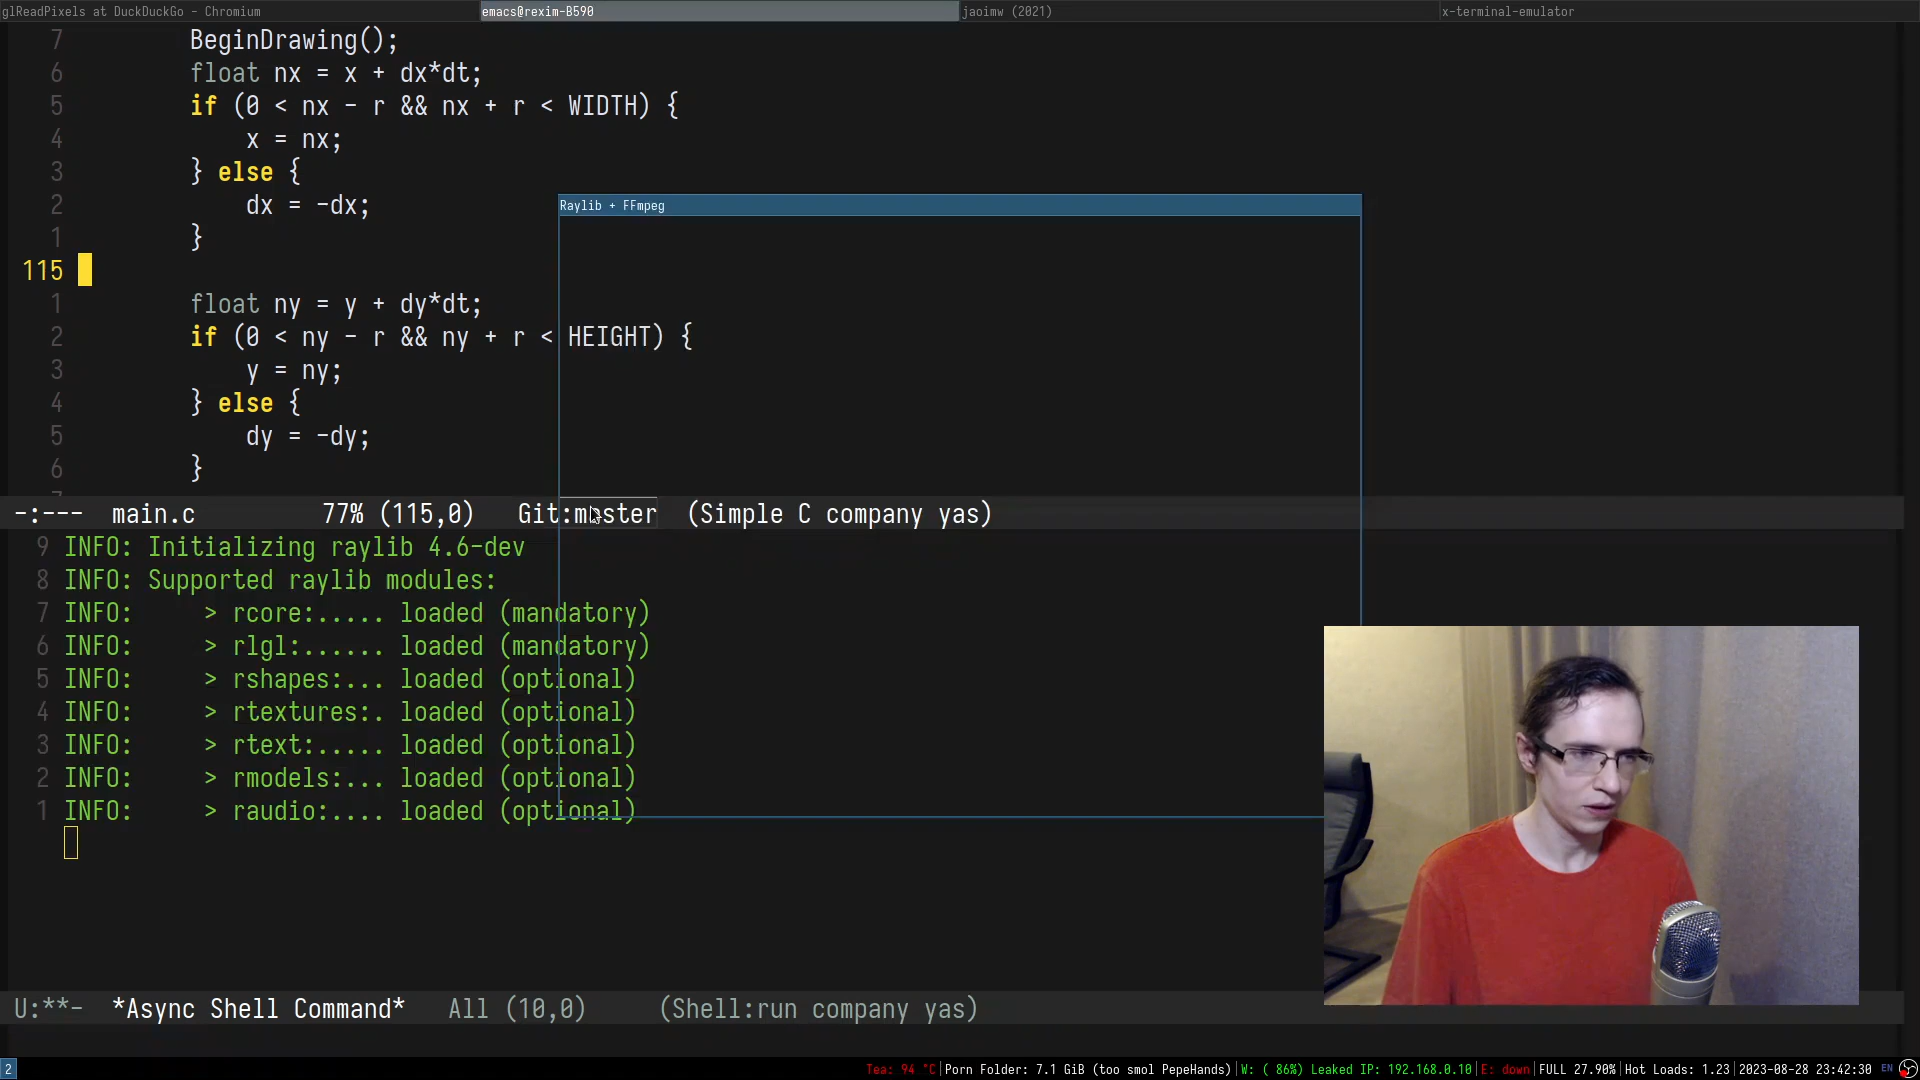 glReadPixels at DuckDuckGo - Chromium
emacs@rexim-B590
jaoimw (2021)
x-terminal-emulator
7 BeginDrawing();
6 float nx = x + dx*dt;
5 if (0 < nx - r && nx + r < WIDTH) {
4 x = nx;
3 } else {
2 dx = -dx;
1 }
115
1 float ny = y + dy*dt;
2 if (0 < ny - r && ny + r < HEIGHT) {
3 y = ny;
4 } else {
5 dy = -dy;
6 }
Raylib + FFmpeg
-:--- main.c 77% (115,0) Git:master (Simple C company yas)
9 INFO: Initializing raylib 4.6-dev
8 INFO: Supported raylib modules:
7 INFO: > rcore:..... loaded (mandatory)
6 INFO: > rlgl:...... loaded (mandatory)
5 INFO: > rshapes:... loaded (optional)
4 INFO: > rtextures:. loaded (optional)
3 INFO: > rtext:..... loaded (optional)
2 INFO: > rmodels:... loaded (optional)
1 INFO: > raudio:.... loaded (optional)
U:**- *Async Shell Command* All (10,0) (Shell:run company yas)
2 Tea: 94 °C|Porn Folder: 7.1 GiB (too smol PepeHands)|W: ( 86%) Leaked IP: 192.168.0.10|E: down|FULL 27.90%|Hot Loads: 1.23|2023-08-28 23:42:30 EN